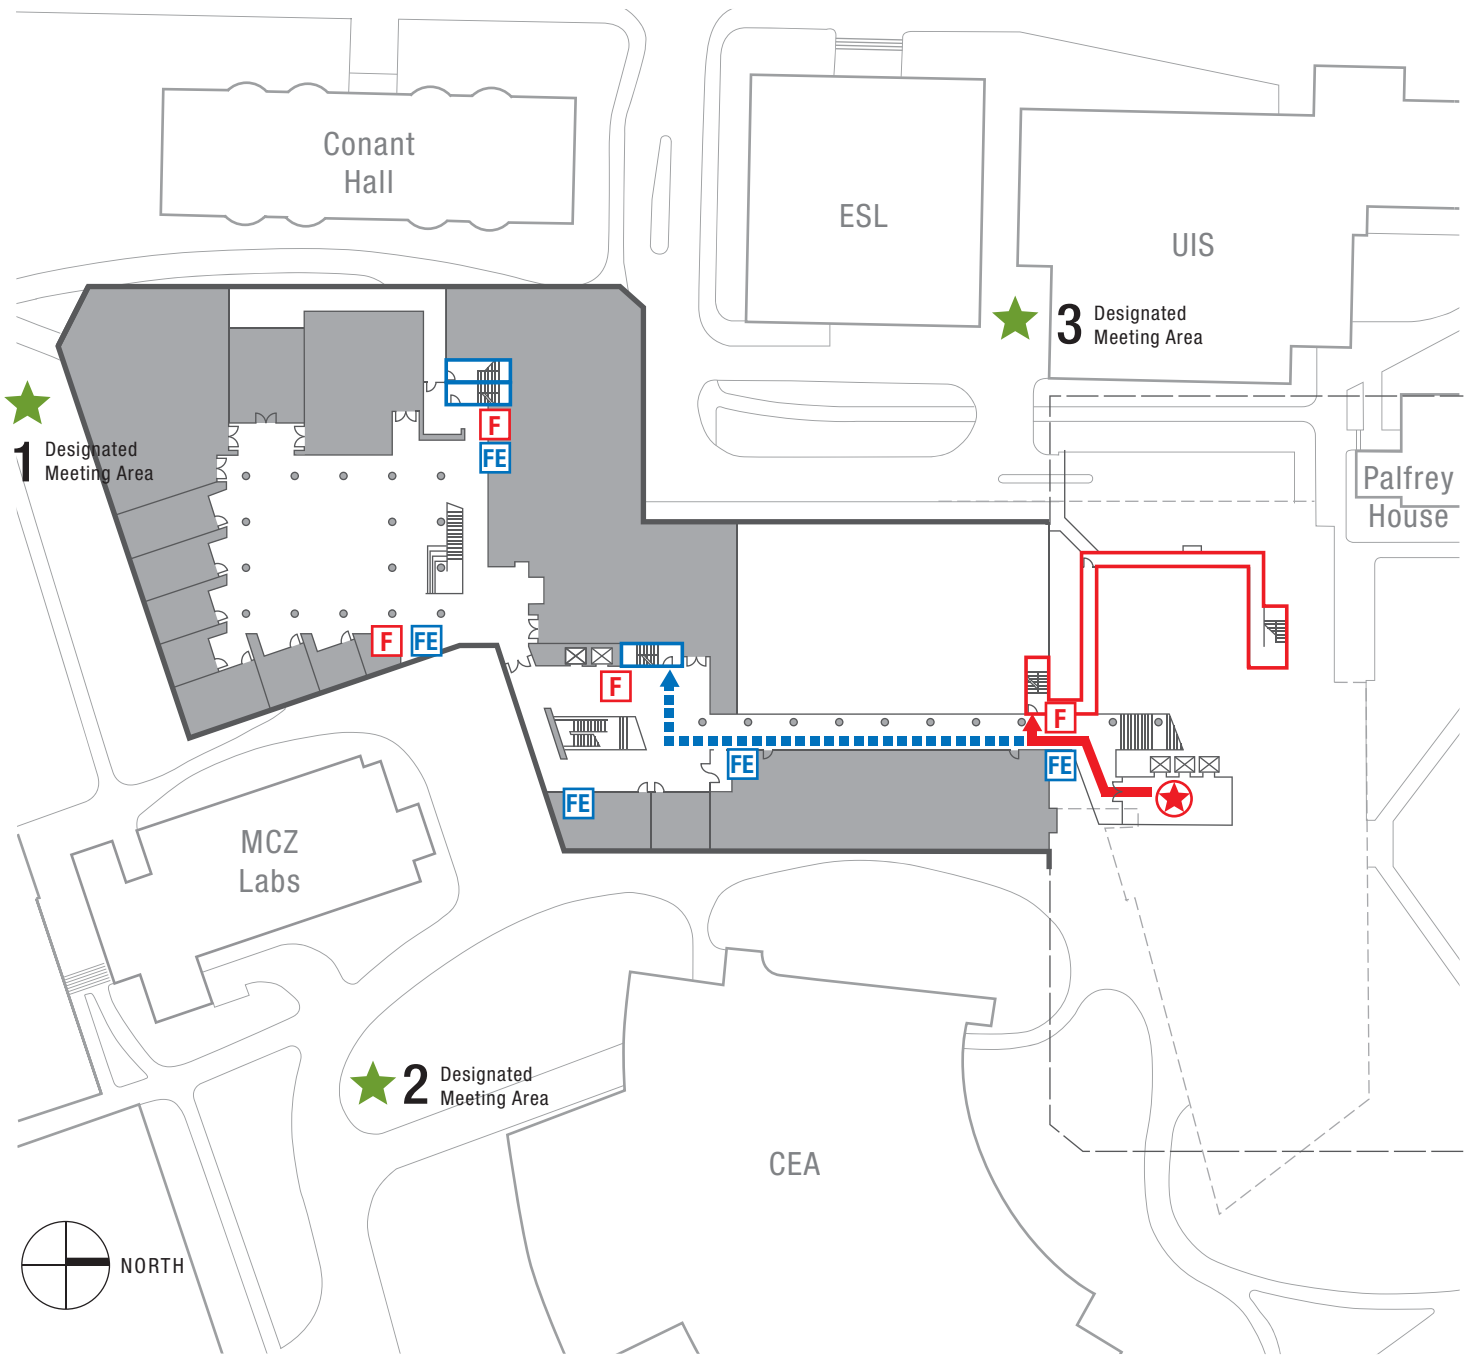 Conant
Hall
ESL
UIS
3
Designated
Meeting Area
1
Designated
Meeting Area
F
FE
Palfrey
House
F
FE
F
F
FE
FE
FE
MCZ
Labs
2
Designated
Meeting Area
CEA
NORTH